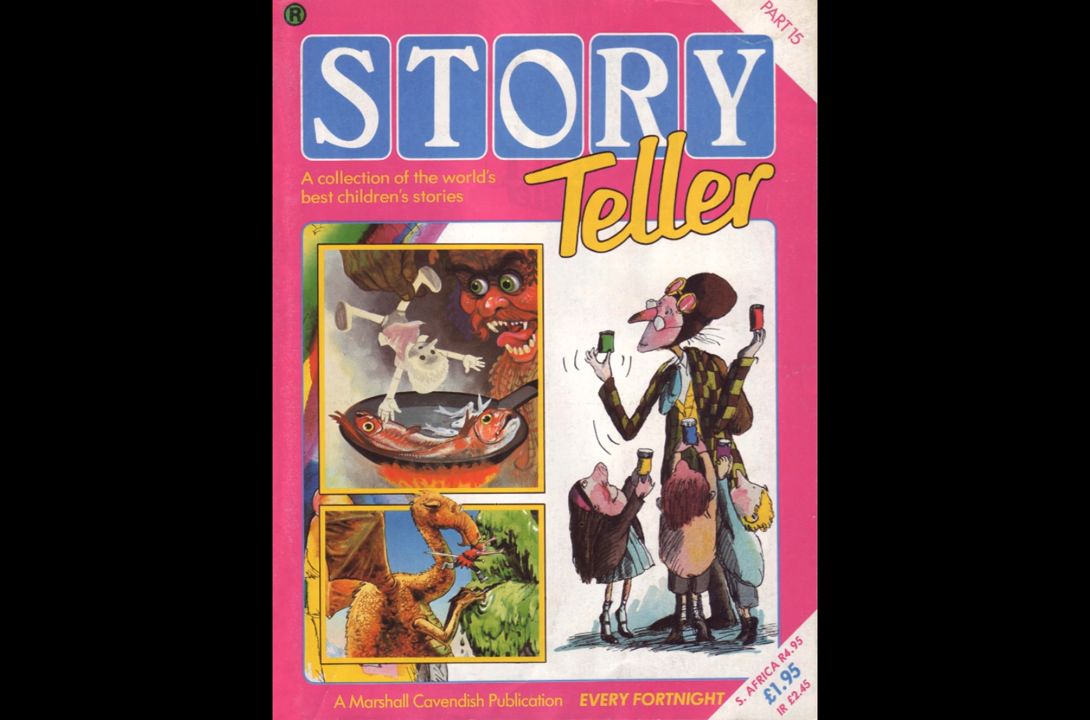 R
PART 15
STORY
Teller
A collection of the world's
best children's stories
A Marshall Cavendish Publication EVERY FORTNIGHT
S. AFRICA R4.95
£1.95
IR £2.45